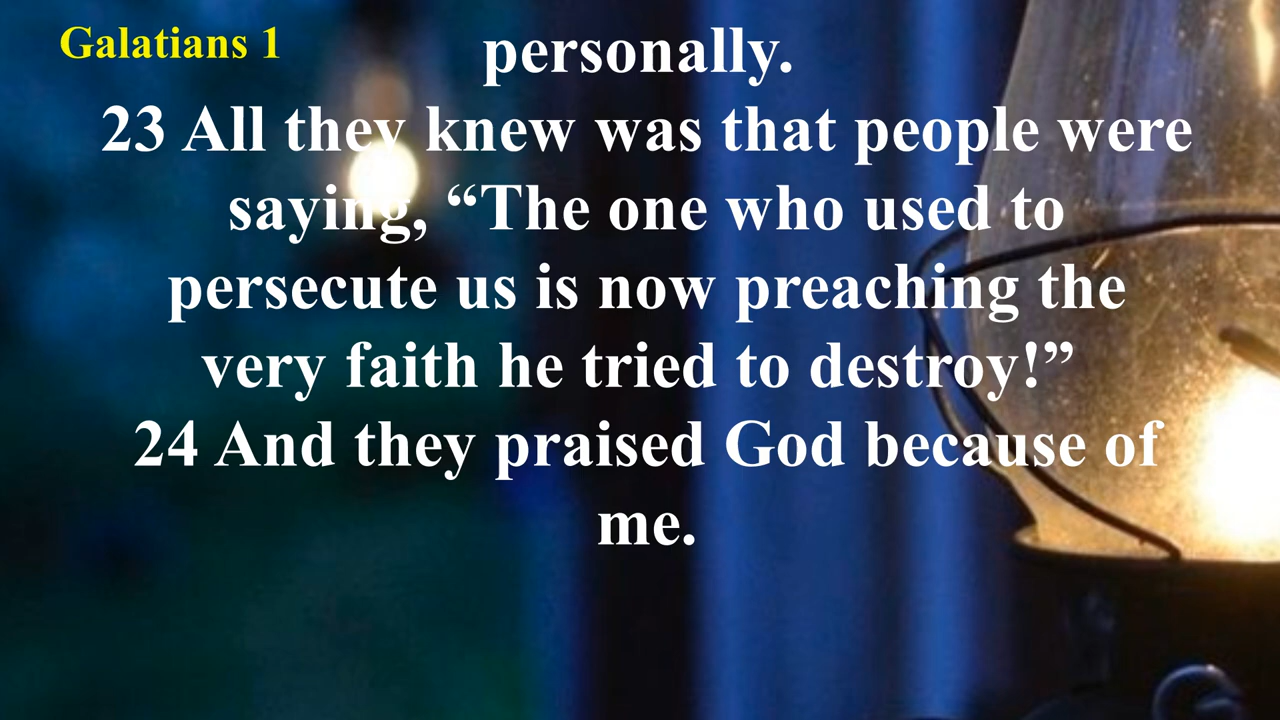 Galatians 1
personally.
23 All they knew was that people were
saying, “The one who used to
persecute us is now preaching the
very faith he tried to destroy!”
24 And they praised God because of
me.